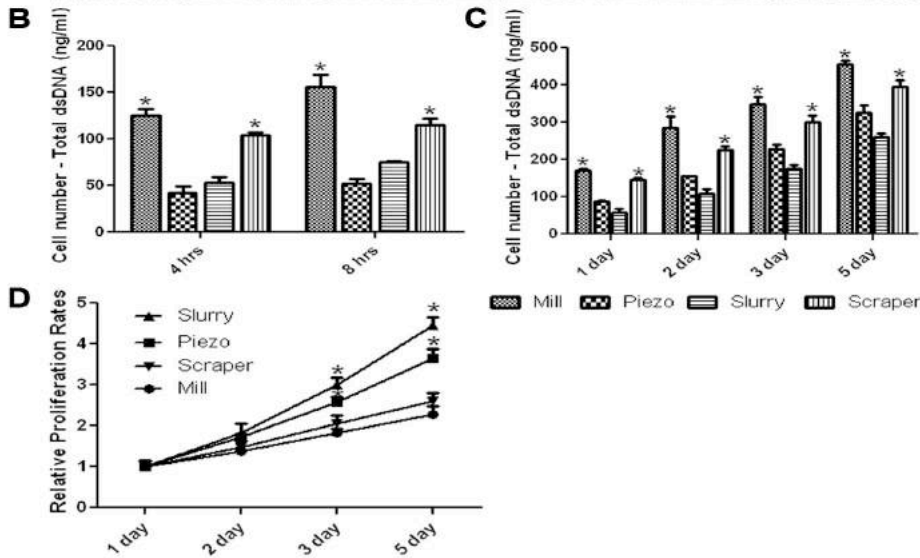 B
Cell number - Total dsDNA (ng/ml)
200
150
100
50
0
*
*
*
*
4 hrs
8 hrs
C
Cell number - Total dsDNA (ng/ml)
500
400
300
200
100
0
*
*
*
*
*
*
*
*
1 day
2 day
3 day
5 day
Mill
Piezo
Slurry
Scraper
D
Relative Proliferation Rates
5
4
3
2
1
0
Slurry
Piezo
Scraper
Mill
*
*
*
*
1 day
2 day
3 day
5 day